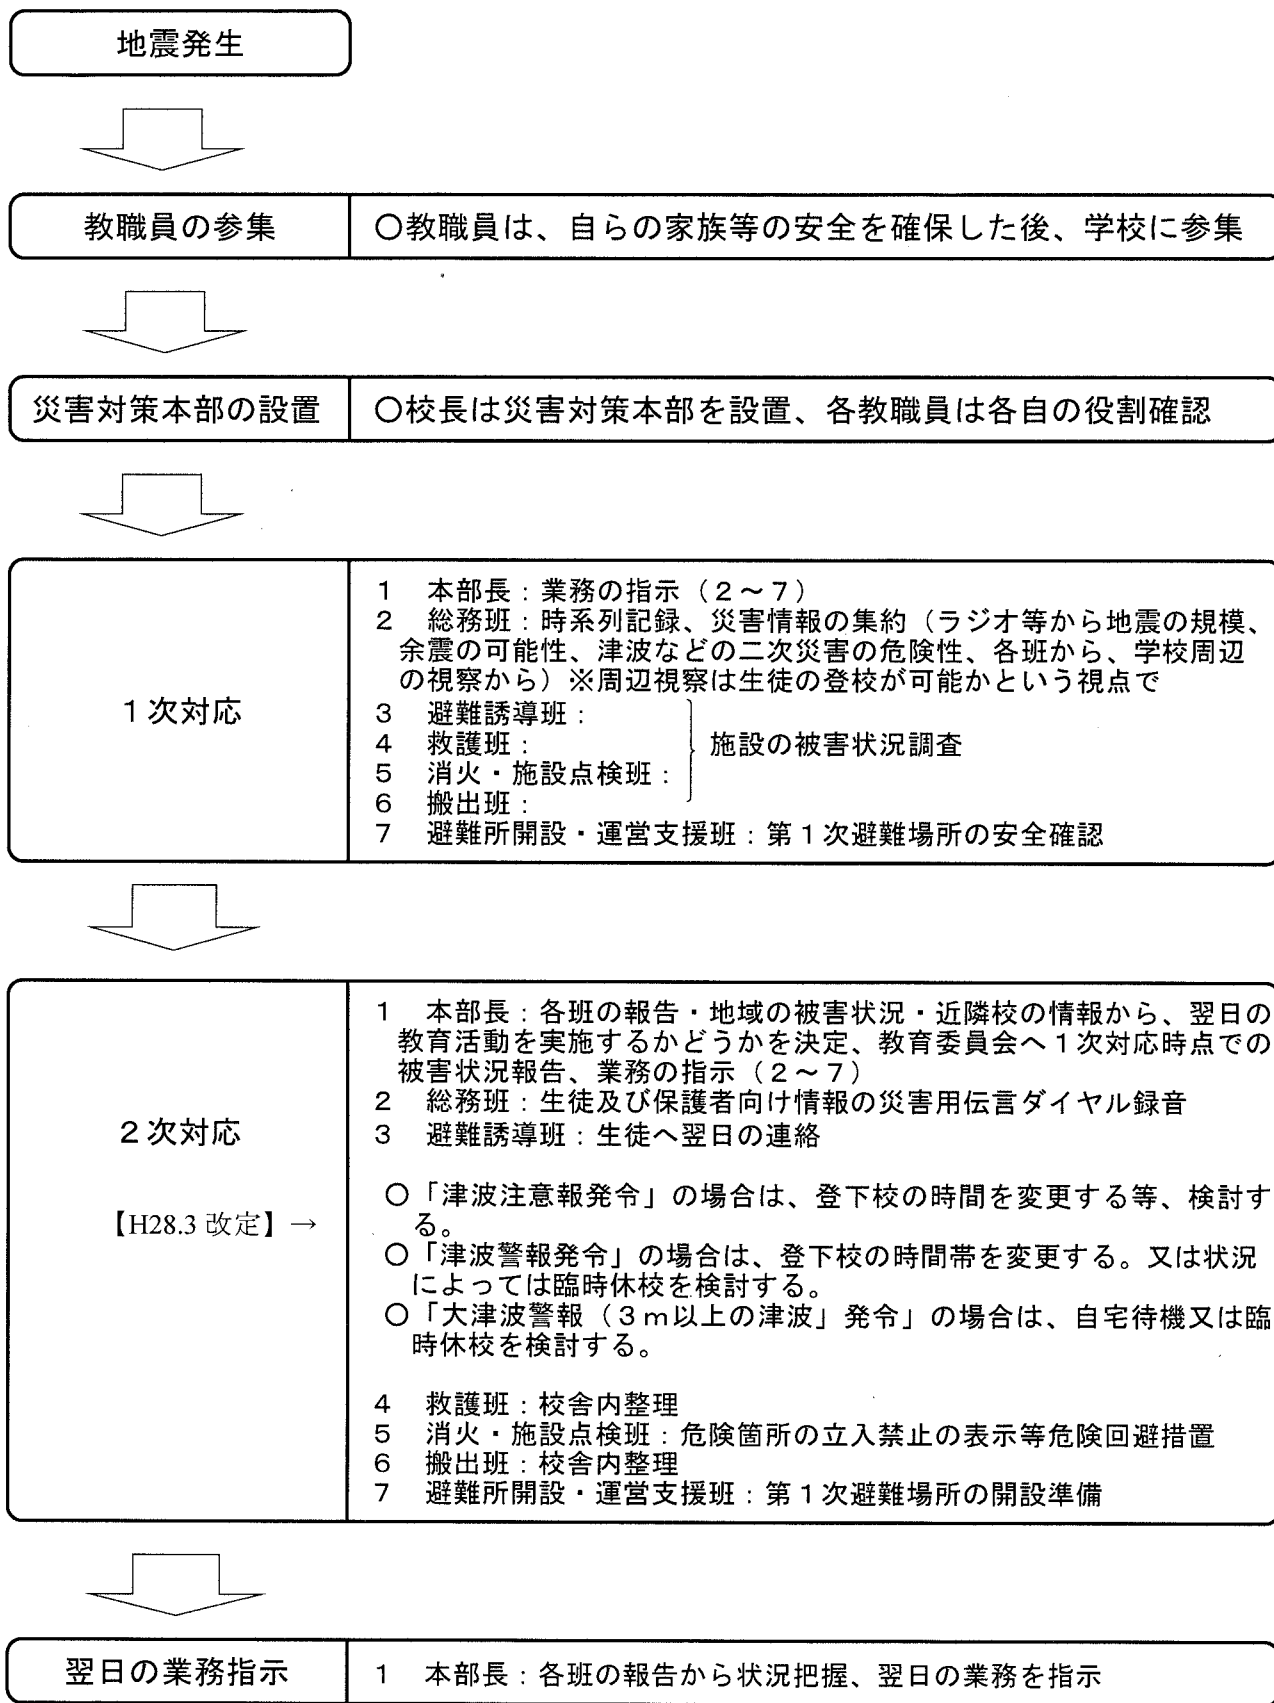 地震発生
教職員の参集
〇教職員は、自らの家族等の安全を確保した後、学校に参集
災害対策本部の設置
〇校長は災害対策本部を設置、各教職員は各自の役割確認
1次対応
1 本部長：業務の指示（２～７）
2 総務班：時系列記録、災害情報の集約（ラジオ等から地震の規模、
余震の可能性、津波などの二次災害の危険性、各班から、学校周辺
の視察から）※周辺視察は生徒の登校が可能かという視点で
3 避難誘導班：
4 救護班：
5 消火・施設点検班：
6 搬出班：
施設の被害状況調査
7 避難所開設・運営支援班：第１次避難場所の安全確認
２次対応
【H28.3 改定】→
1 本部長：各班の報告・地域の被害状況・近隣校の情報から、翌日の
教育活動を実施するかどうかを決定、教育委員会へ１次対応時点での
被害状況報告、業務の指示（２～７）
2 総務班：生徒及び保護者向け情報の災害用伝言ダイヤル録音
3 避難誘導班：生徒へ翌日の連絡
〇「津波注意報発令」の場合は、登下校の時間を変更する等、検討す
る。
〇「津波警報発令」の場合は、登下校の時間帯を変更する。又は状況
によっては臨時休校を検討する。
〇「大津波警報（３ｍ以上の津波」発令」の場合は、自宅待機又は臨
時休校を検討する。
4 救護班：校舎内整理
5 消火・施設点検班：危険箇所の立入禁止の表示等危険回避措置
6 搬出班：校舎内整理
7 避難所開設・運営支援班：第１次避難場所の開設準備
翌日の業務指示
1 本部長：各班の報告から状況把握、翌日の業務を指示